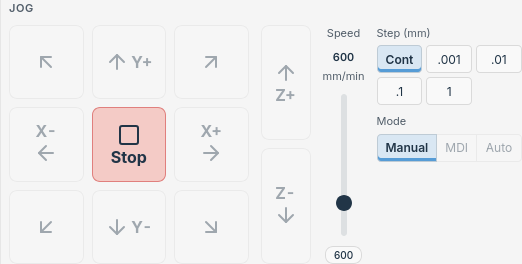 JOG
Y+
X-
Stop
X+
Y-
Z+
Z-
Speed
600
mm/min
600
Step (mm)
Cont .001 .01
.1 1
Mode
Manual MDI Auto